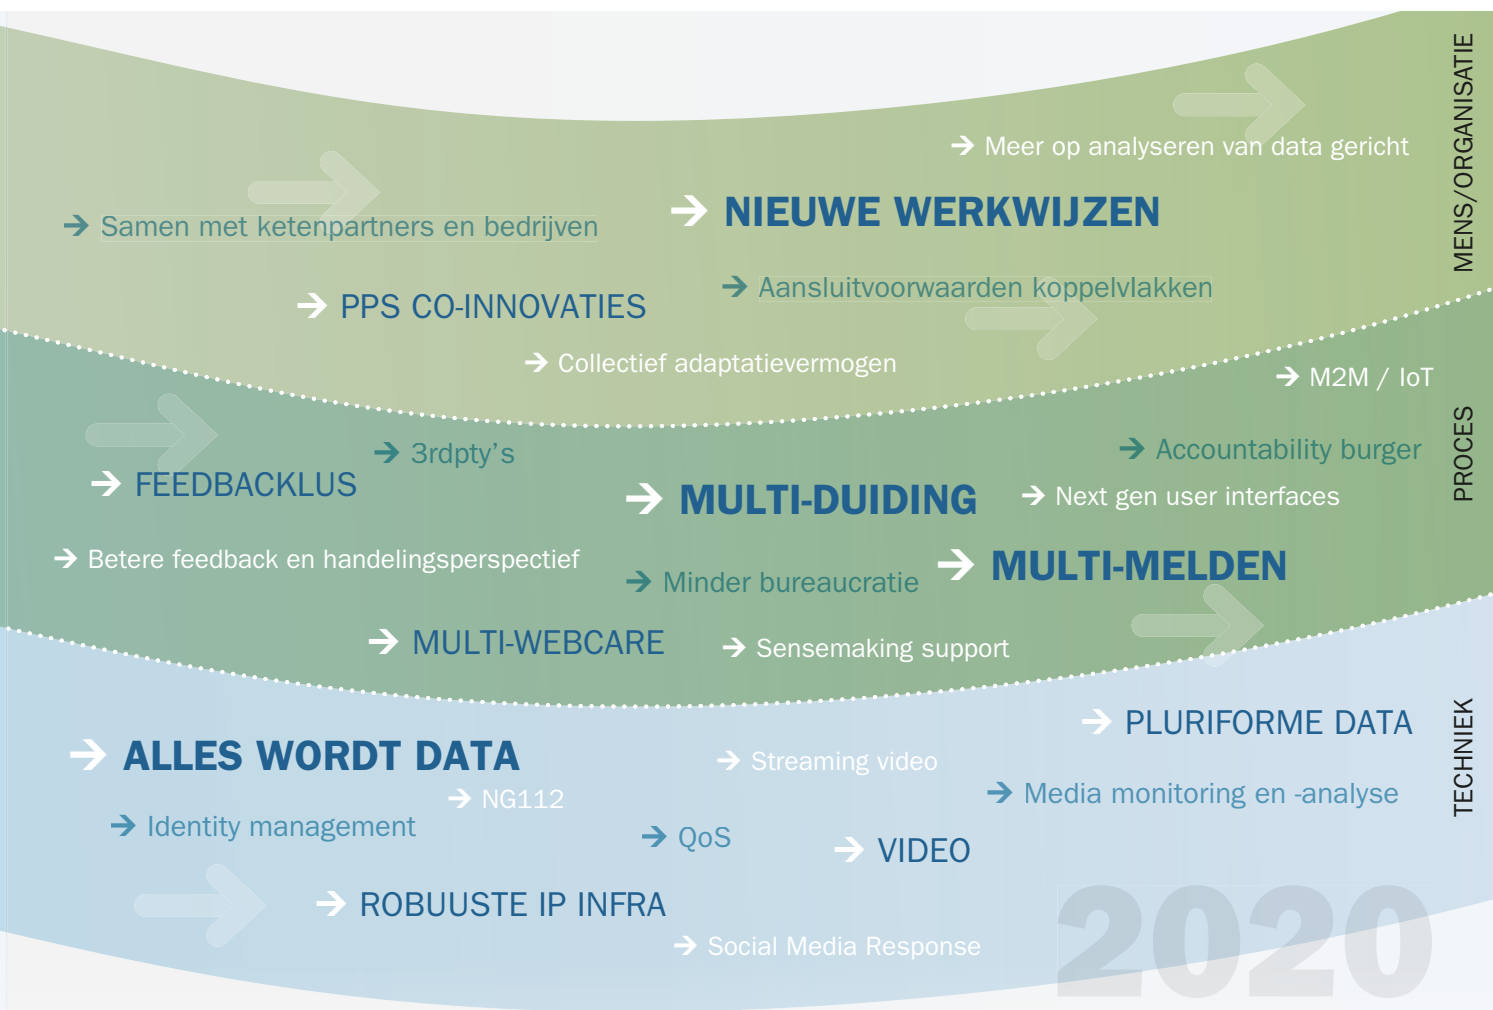 MENS/ORGANISATIE
Meer op analyseren van data gericht
NIEUWE WERKWIJZEN
Samen met ketenpartners en bedrijven
Aansluitvoorwaarden koppelvlakken
PPS CO-INNOVATIES
Collectief adaptatievermogen
PROCES
M2M / IoT
3rdpty's
Accountability burger
FEEDBACKLUS
MULTI-DUIDING
Next gen user interfaces
Betere feedback en handelingsperspectief
MULTI-MELDEN
Minder bureaucratie
MULTI-WEBCARE
Sensemaking support
TECHNIEK
PLURIFORME DATA
ALLES WORDT DATA
Streaming video
NG112
Media monitoring en -analyse
Identity management
QoS
VIDEO
ROBUUSTE IP INFRA
Social Media Response
2020